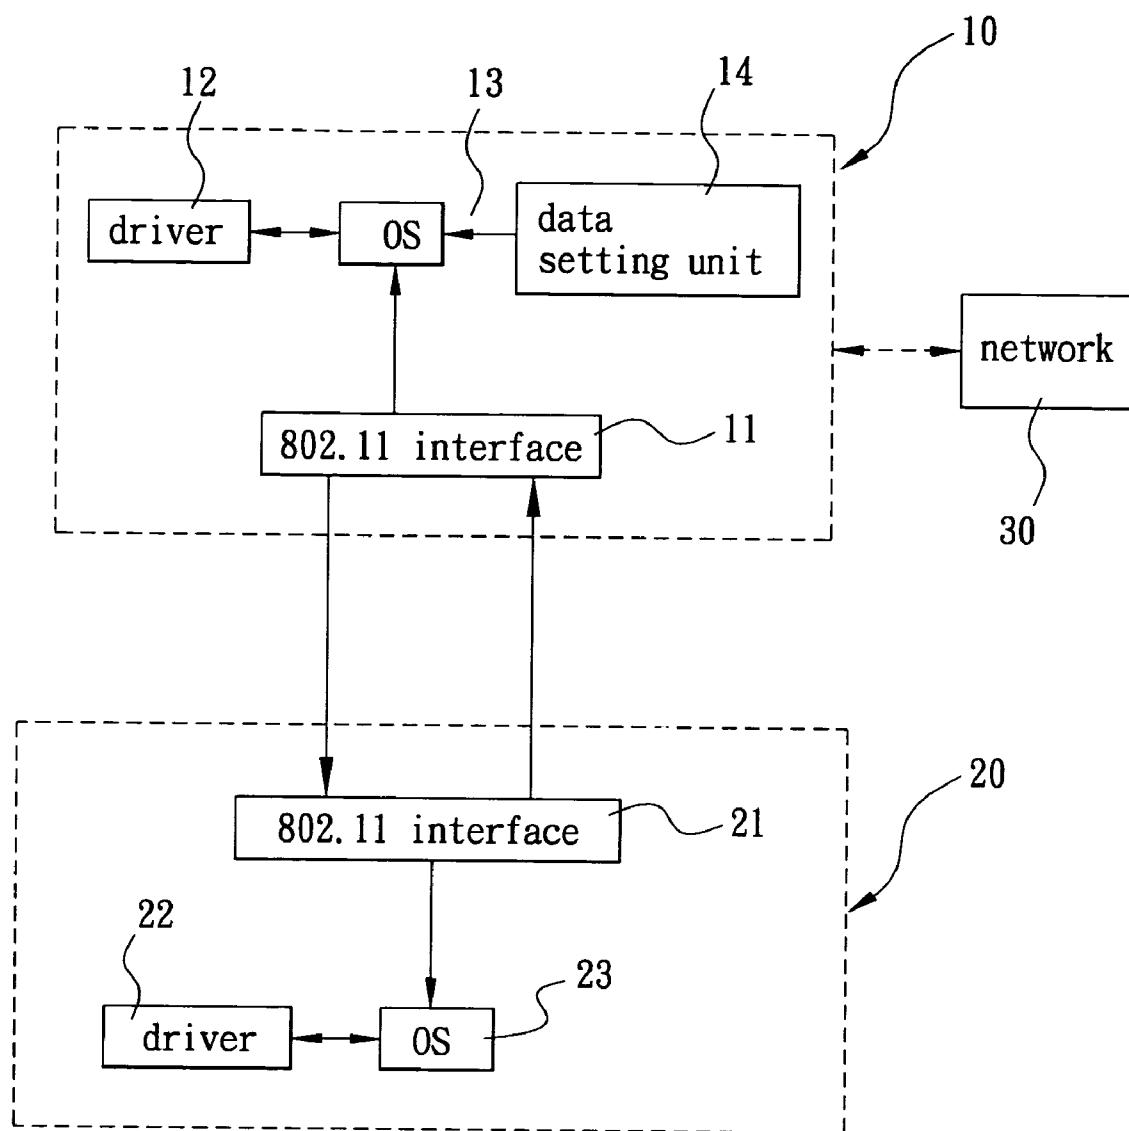 10
12
13
14
driver
OS
data
setting unit
network
802.11 interface
11
30
20
802.11 interface
21
22
23
driver
OS